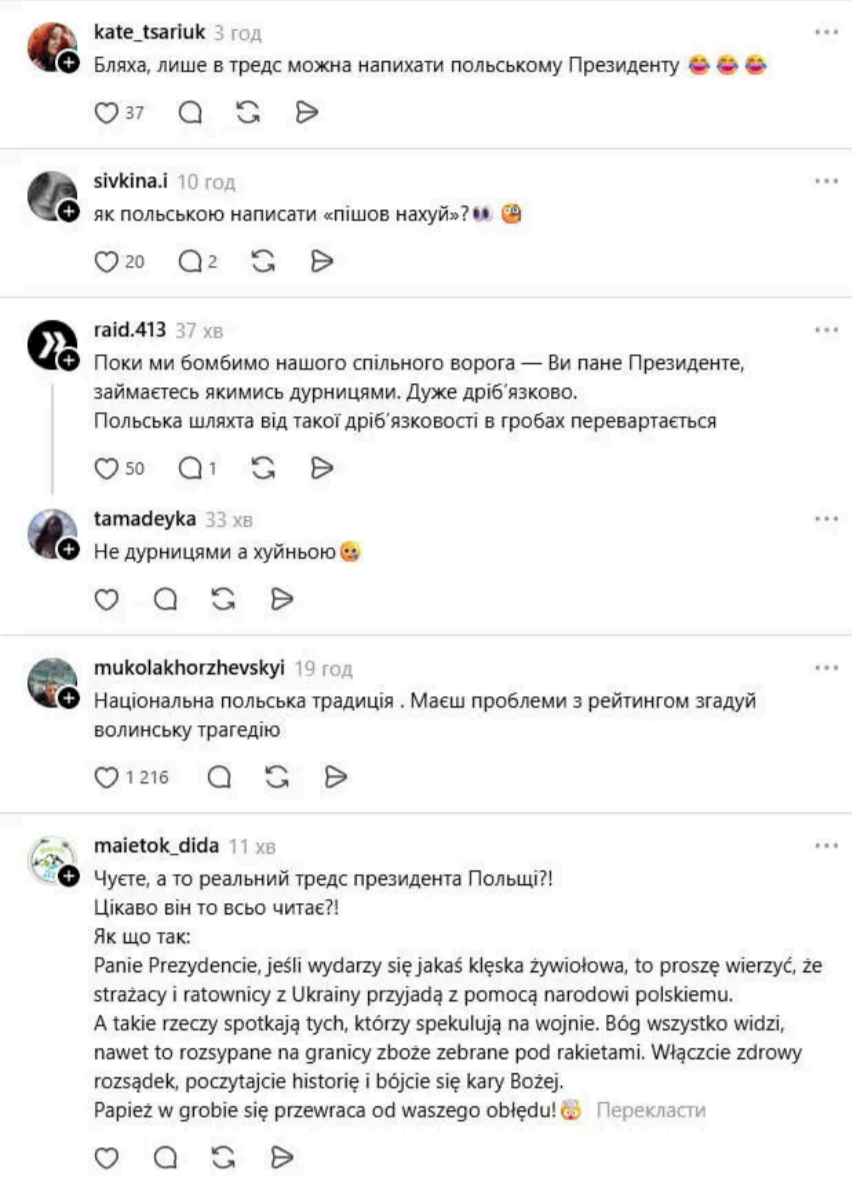 kate_tsariuk 3 год
Бляха, лише в тредс можна напихати польському Президенту 😂 😂 😂
37
sivkina.i 10 год
як польською написати «пішов нахуй»?👀 🧐
20 2
raid.413 37 хв
Поки ми бомбимо нашого спільного ворога — Ви пане Президенте,
займаєтесь якимись дурницями. Дуже дріб’язково.
Польська шляхта від такої дріб’язковості в гробах перевартається
50 1
tamadeyka 33 хв
Не дурницями а хуйньою🥲
mukolakhorzhevskyi 19 год
Національна польська традиція . Маєш проблеми з рейтингом згадуй
волинську трагедію
1 216
maietok_dida 11 хв
Чуєте, а то реальний тредс президента Польщі?!
Цікаво він то всьо читає?!
Як що так:
Panie Prezydencie, jeśli wydarzy się jakaś klęska żywiołowa, to proszę wierzyć, że
strażacy i ratownicy z Ukrainy przyjadą z pomocą narodowi polskiemu.
A takie rzeczy spotkają tych, którzy spekulują na wojnie. Bóg wszystko widzi,
nawet to rozsypane na granicy zboże zebrane pod rakietami. Włączcie zdrowy
rozsądek, poczytajcie historię i bójcie się kary Bożej.
Papież w grobie się przewraca od waszego obłędu!🤯 Перекласти